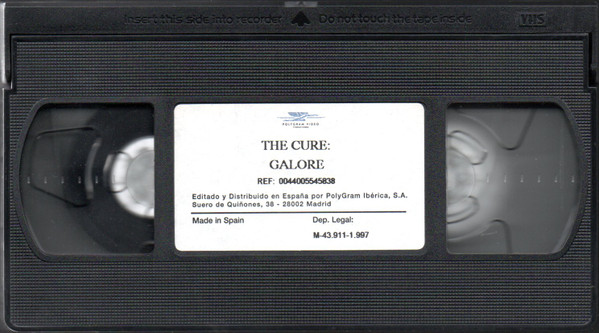 Insert this side into recorder Do not touch the tape inside VHS
POLYGRAM VIDEO
THE CURE:
GALORE
REF: 0044005545838
Editado y Distribuido en España por PolyGram Ibérica, S.A.
Suero de Quiñones, 38 - 28002 Madrid
Made in Spain Dep. Legal:
M-43.911-1.997